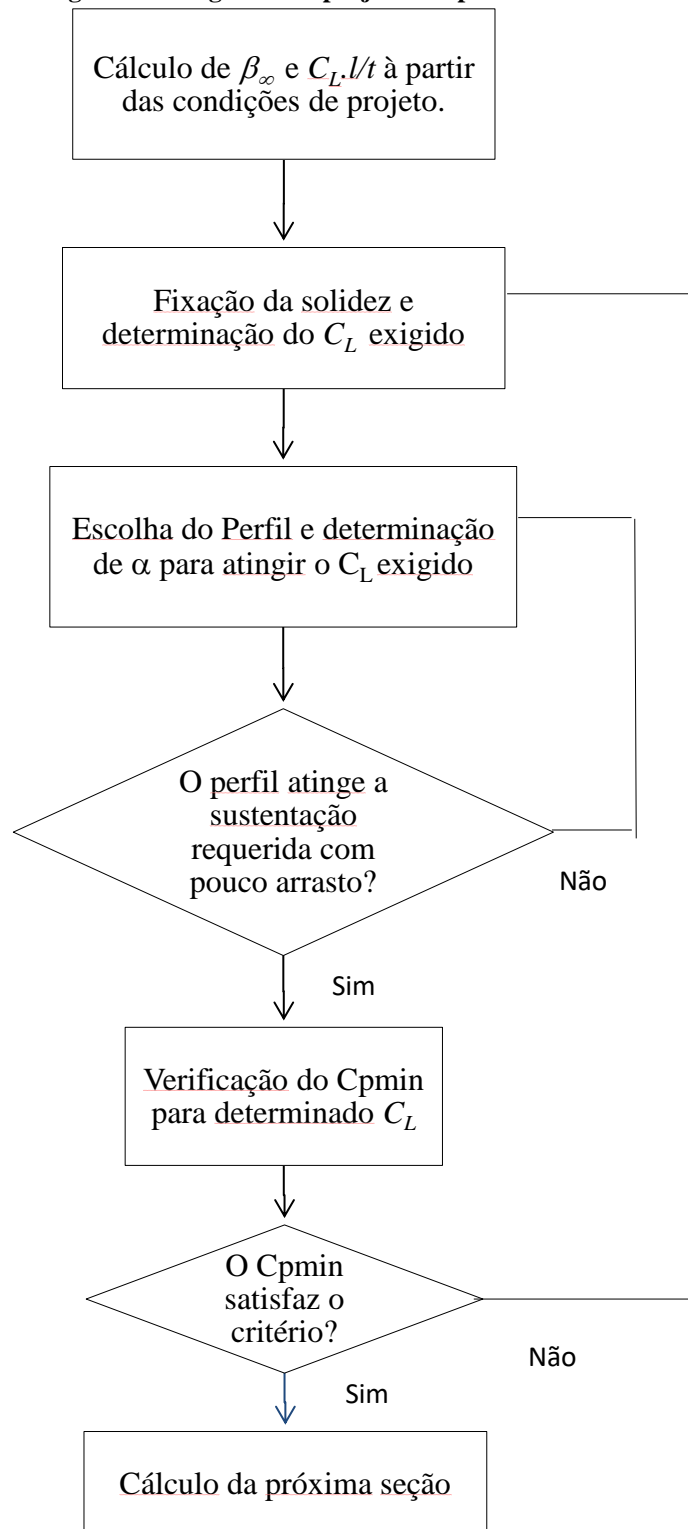 Cálculo de β∞ e C_L.l/t à partir
das condições de projeto.
Fixação da solidez e
determinação do C_L exigido
Escolha do Perfil e determinação
de α para atingir o C_L exigido
O perfil atinge a
sustentação
requerida com
pouco arrasto?
Não
Sim
Verificação do Cpmin
para determinado C_L
O Cpmin
satisfaz o
critério?
Não
Sim
Cálculo da próxima seção